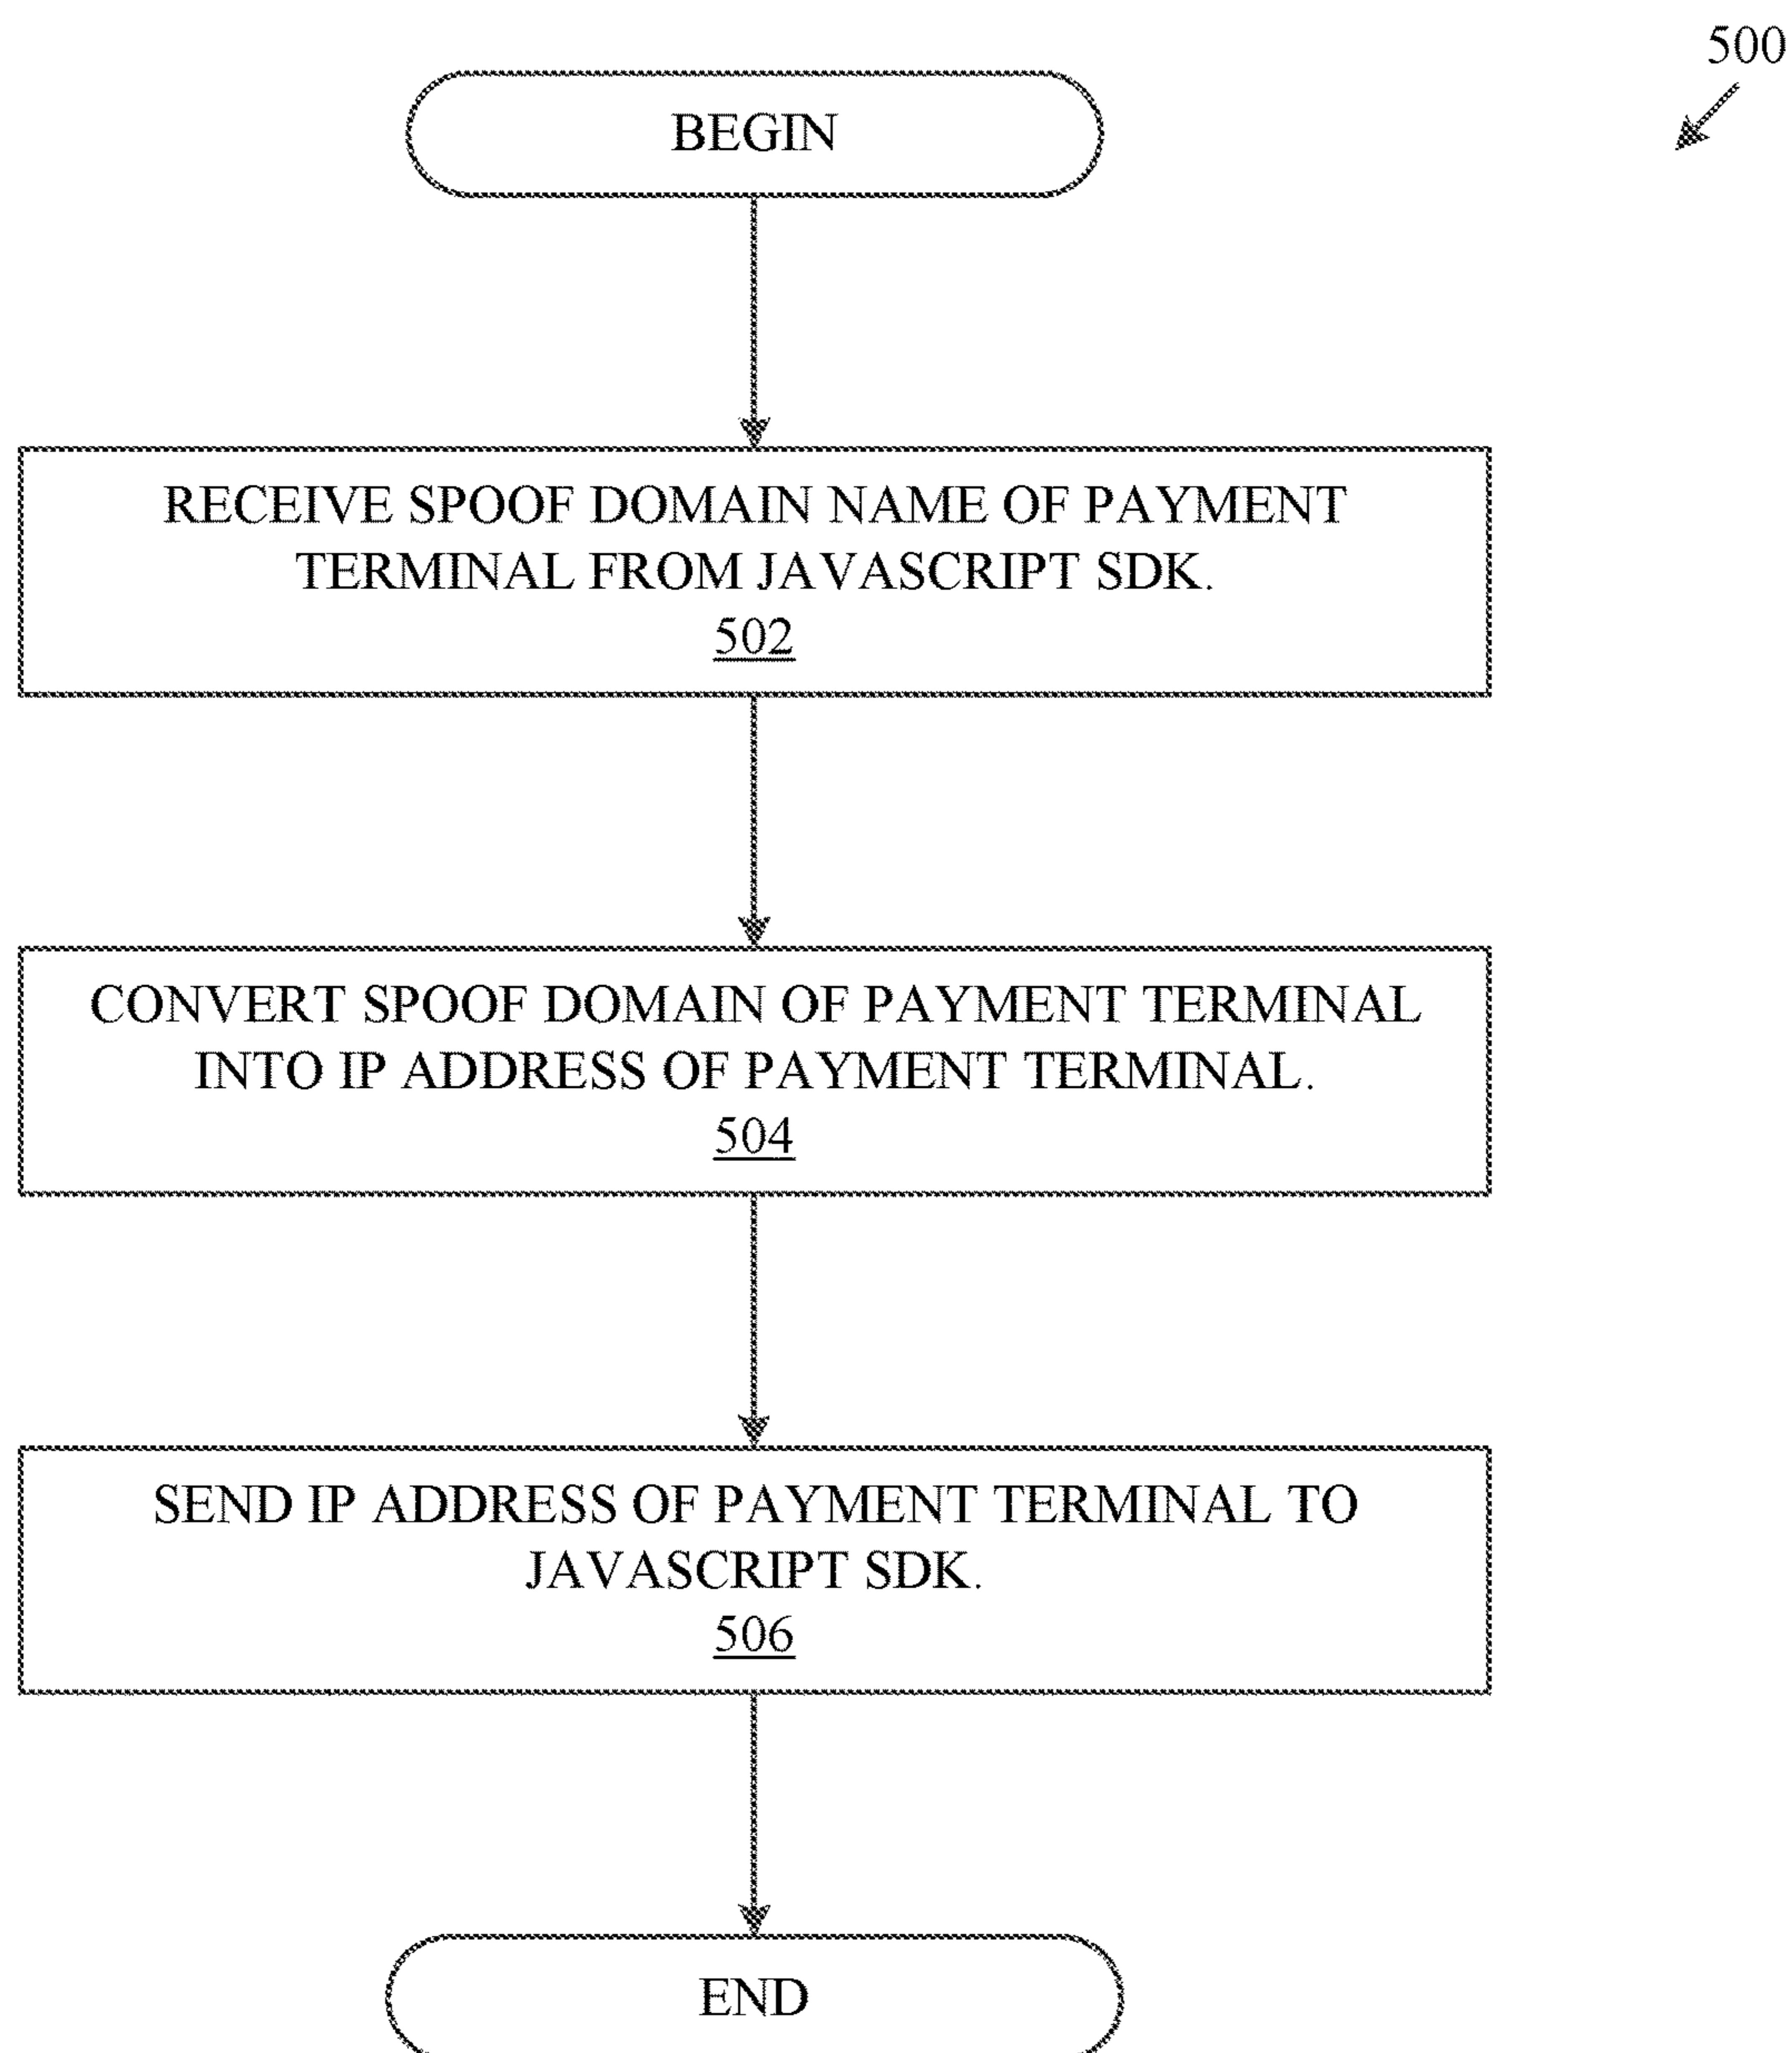 500
BEGIN
RECEIVE SPOOF DOMAIN NAME OF PAYMENT
TERMINAL FROM JAVASCRIPT SDK.
502
CONVERT SPOOF DOMAIN OF PAYMENT TERMINAL
INTO IP ADDRESS OF PAYMENT TERMINAL.
504
SEND IP ADDRESS OF PAYMENT TERMINAL TO
JAVASCRIPT SDK.
506
END